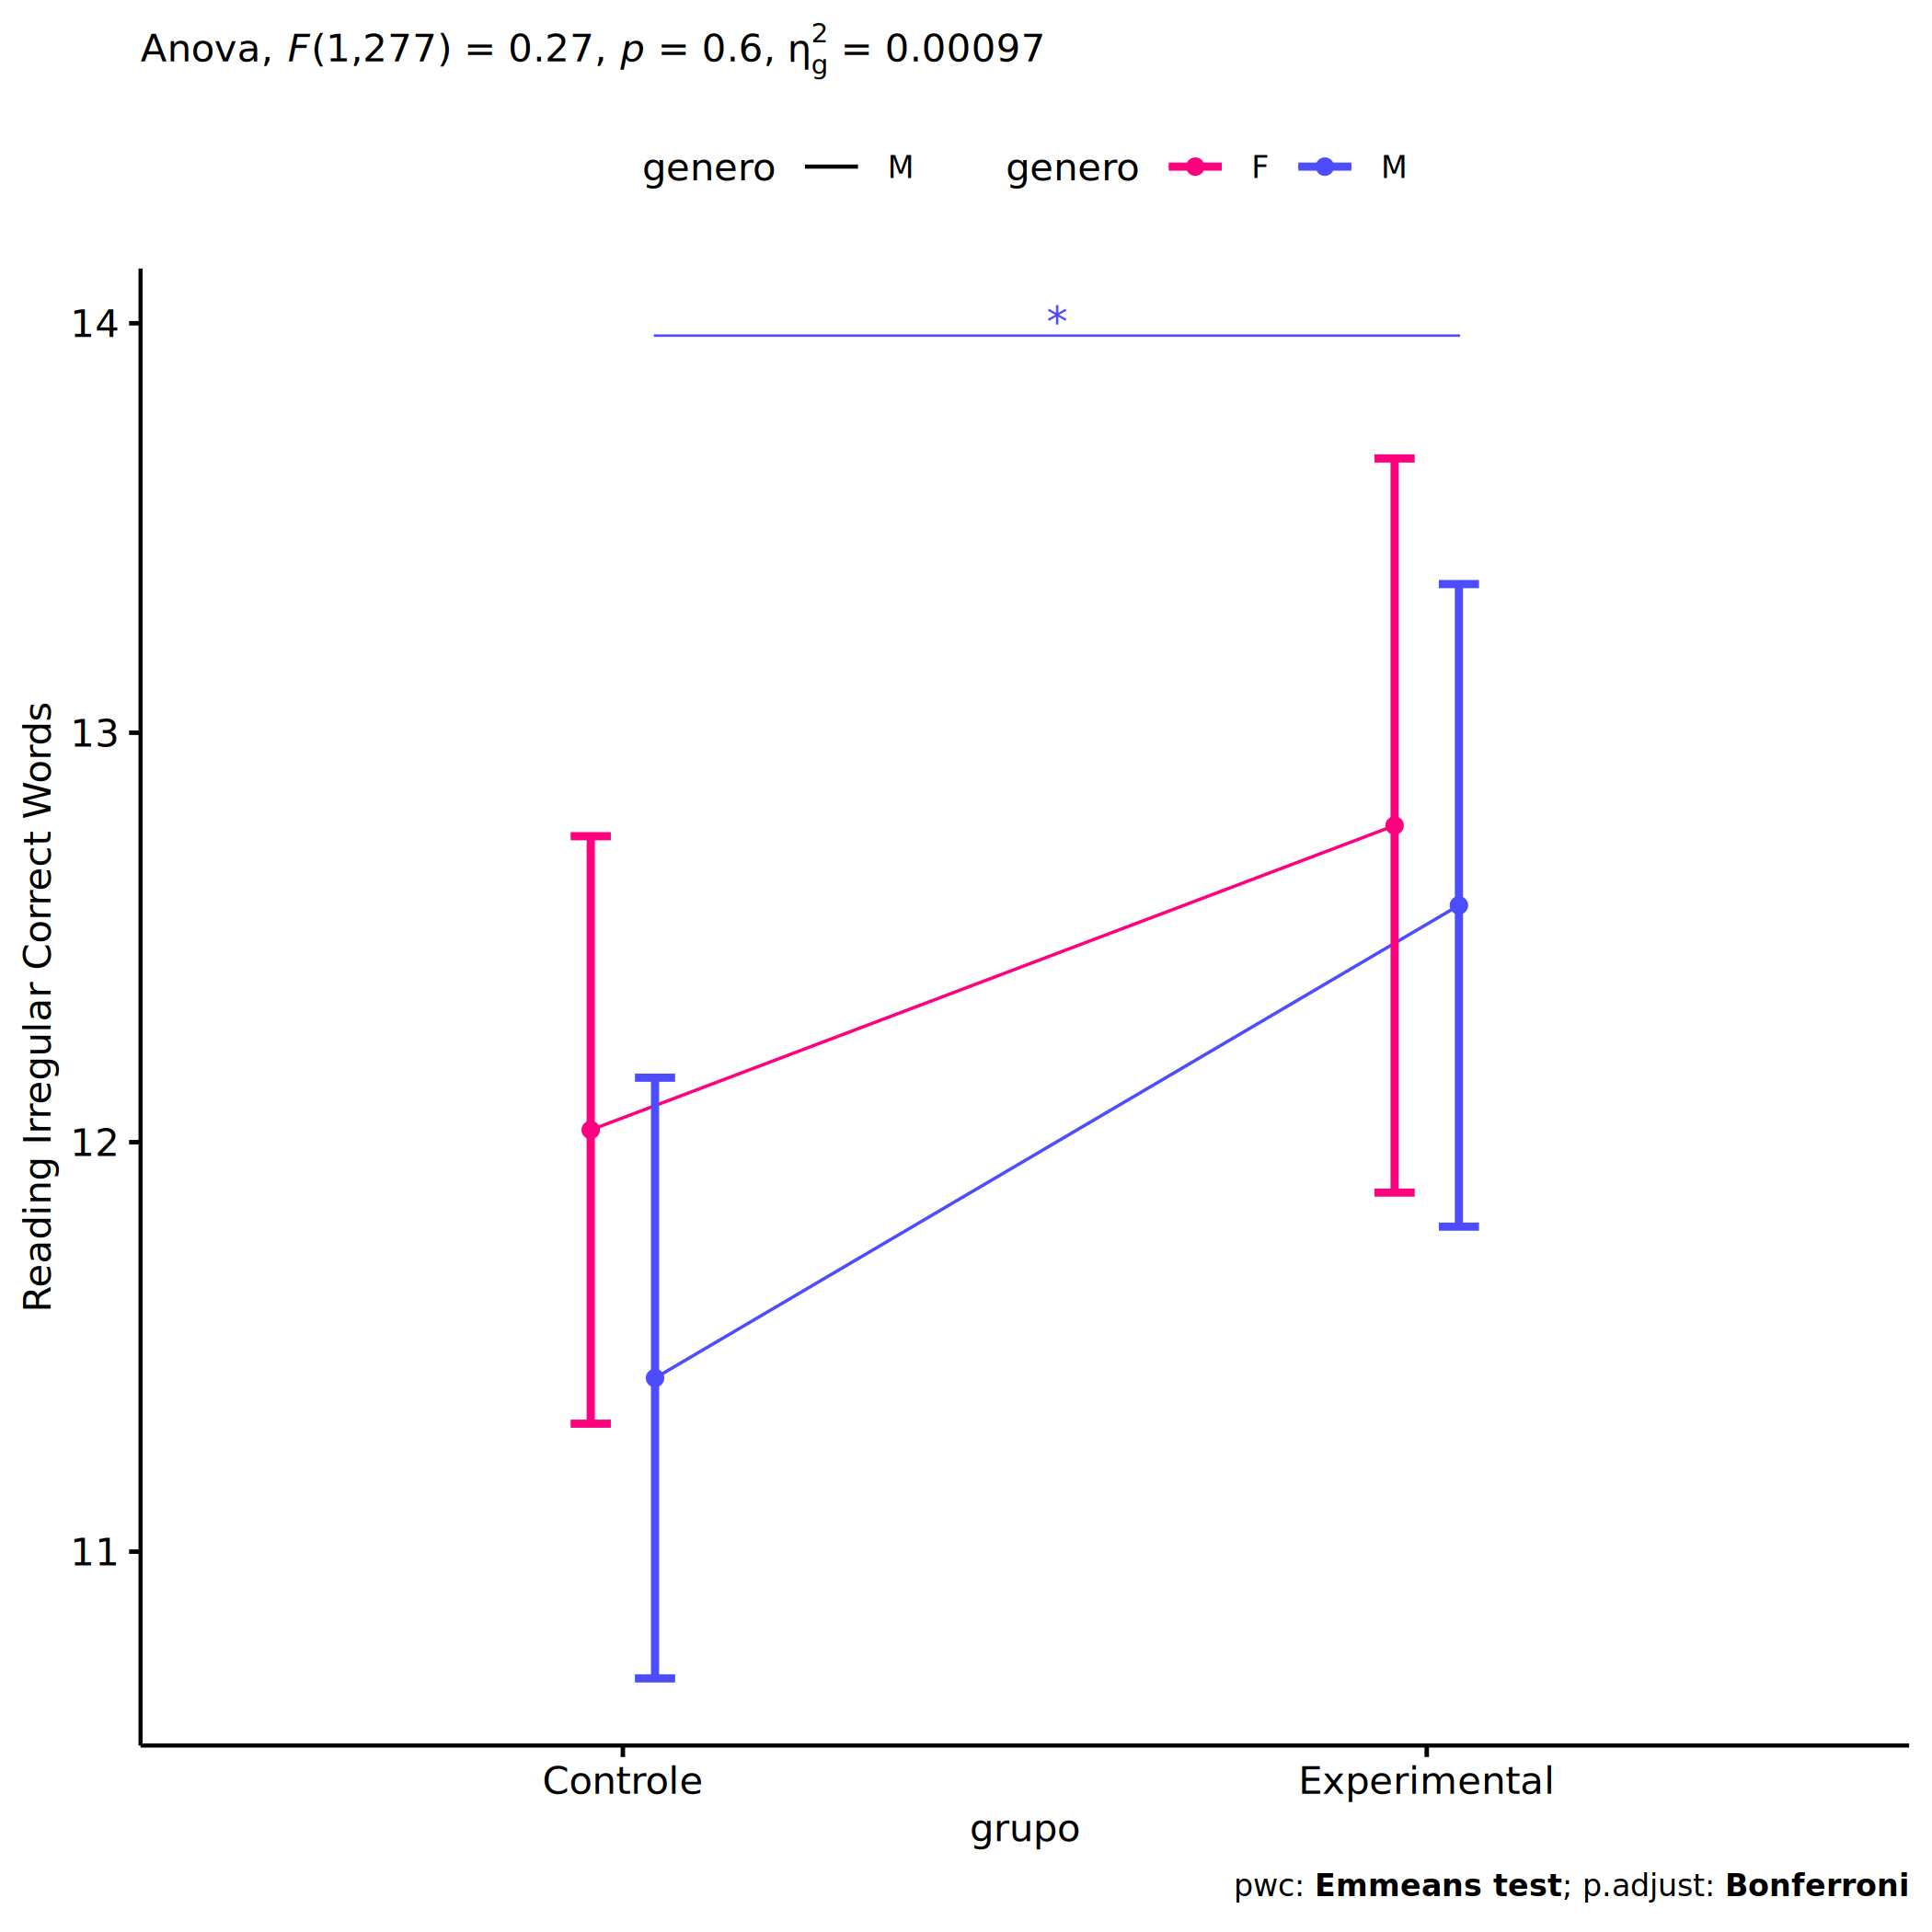 Anova, F(1,277) = 0.27, p = 0.6, η²g = 0.00097
genero M genero F M
*
14
13
12
11
Reading Irregular Correct Words
Controle Experimental
grupo
pwc: Emmeans test; p.adjust: Bonferroni